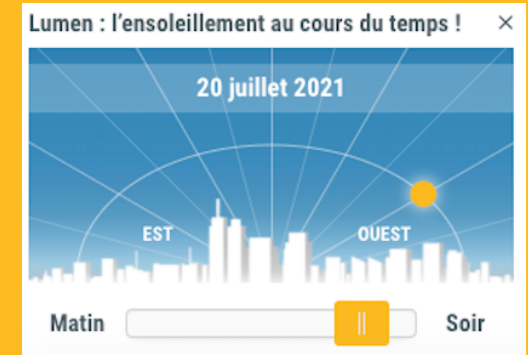 Lumen : l’ensoleillement au cours du temps ! ×
20 juillet 2021
EST OUEST
Matin Soir